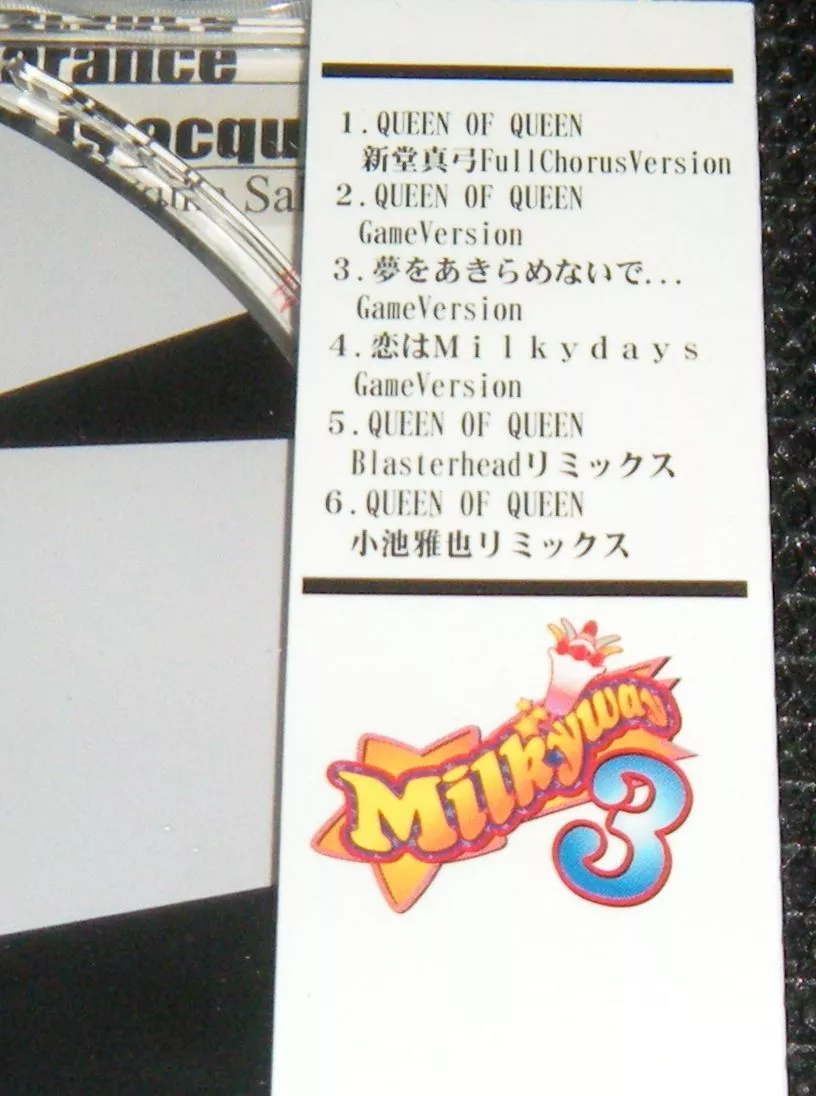 arance
acqu
Sa
1.QUEEN OF QUEEN
新堂真弓FullChorusVersion
2.QUEEN OF QUEEN
GameVersion
3.夢をあきらめないで...
GameVersion
4.恋はＭｉｌｋｙｄａｙｓ
GameVersion
5.QUEEN OF QUEEN
Blasterheadリミックス
6.QUEEN OF QUEEN
小池雅也リミックス
Milkyway
3